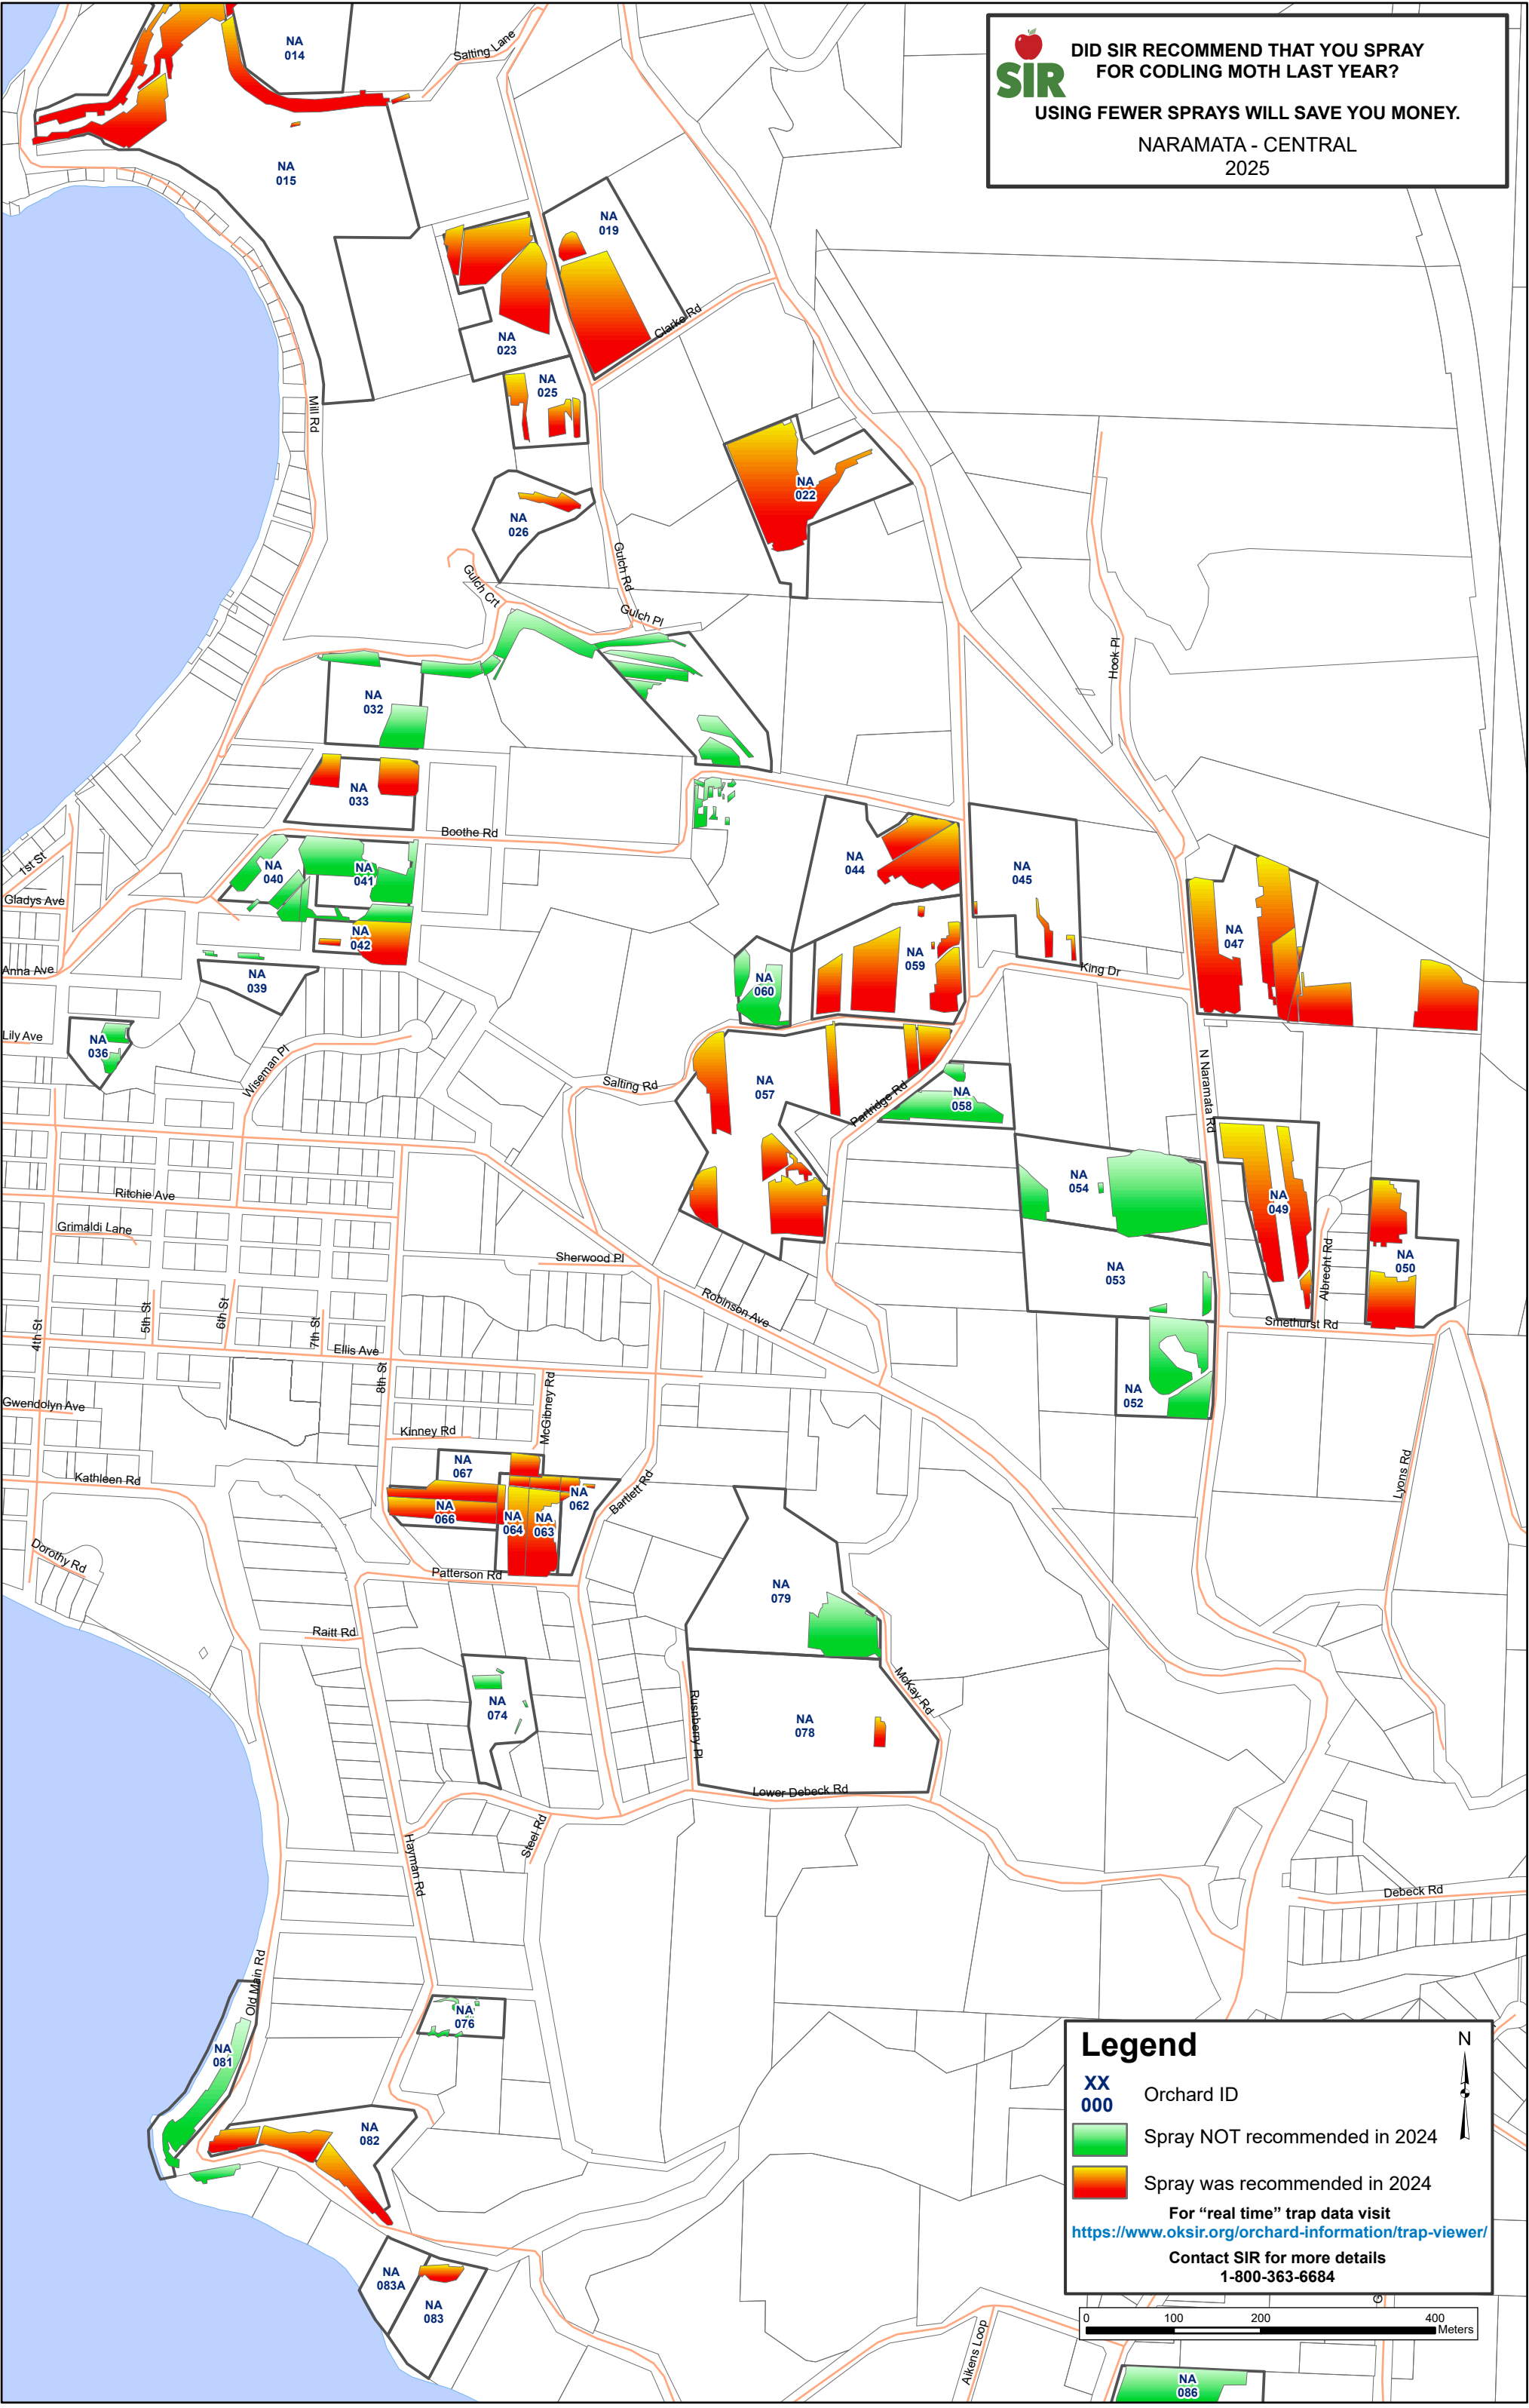 SIR
DID SIR RECOMMEND THAT YOU SPRAY
FOR CODLING MOTH LAST YEAR?
USING FEWER SPRAYS WILL SAVE YOU MONEY.
NARAMATA - CENTRAL
2025
NA
014
Salting Lane
NA
015
NA
019
Clarke Rd
NA
023
NA
025
Mill Rd
NA
022
NA
026
Gulch Rd
Gulch Crt
Gulch Pl
Hook Pl
NA
032
NA
033
Boothe Rd
1st St
NA
040
NA
041
NA
044
NA
045
Gladys Ave
NA
042
NA
047
NA
059
Anna Ave
NA
039
NA
060
King Dr
Lily Ave
NA
036
Wiseman Pl
Salting Rd
NA
057
Partridge Rd
NA
058
N Naramata Rd
Ritchie Ave
NA
054
NA
049
Grimaldi Lane
Sherwood Pl
NA
053
Albrecht Rd
NA
050
Robinson Ave
4th St
5th St
6th St
7th St
Ellis Ave
8th St
Smethurst Rd
Gwendolyn Ave
McGibney Rd
NA
052
Kinney Rd
Kathleen Rd
NA
067
NA
066
NA
064
NA
063
NA
062
Bartlett Rd
Lyons Rd
Dorothy Rd
Patterson Rd
NA
079
Raitt Rd
NA
074
Rushberry Pl
NA
078
McKay Rd
Lower Debeck Rd
Hayman Rd
Steel Rd
Debeck Rd
Old Main Rd
NA
076
NA
081
NA
082
NA
083A
NA
083
Aikens Loop
NA
086
Legend
N
XX
000
Orchard ID
Spray NOT recommended in 2024
Spray was recommended in 2024
For “real time” trap data visit
https://www.oksir.org/orchard-information/trap-viewer/
Contact SIR for more details
1-800-363-6684
G
0 100 200 400
Meters